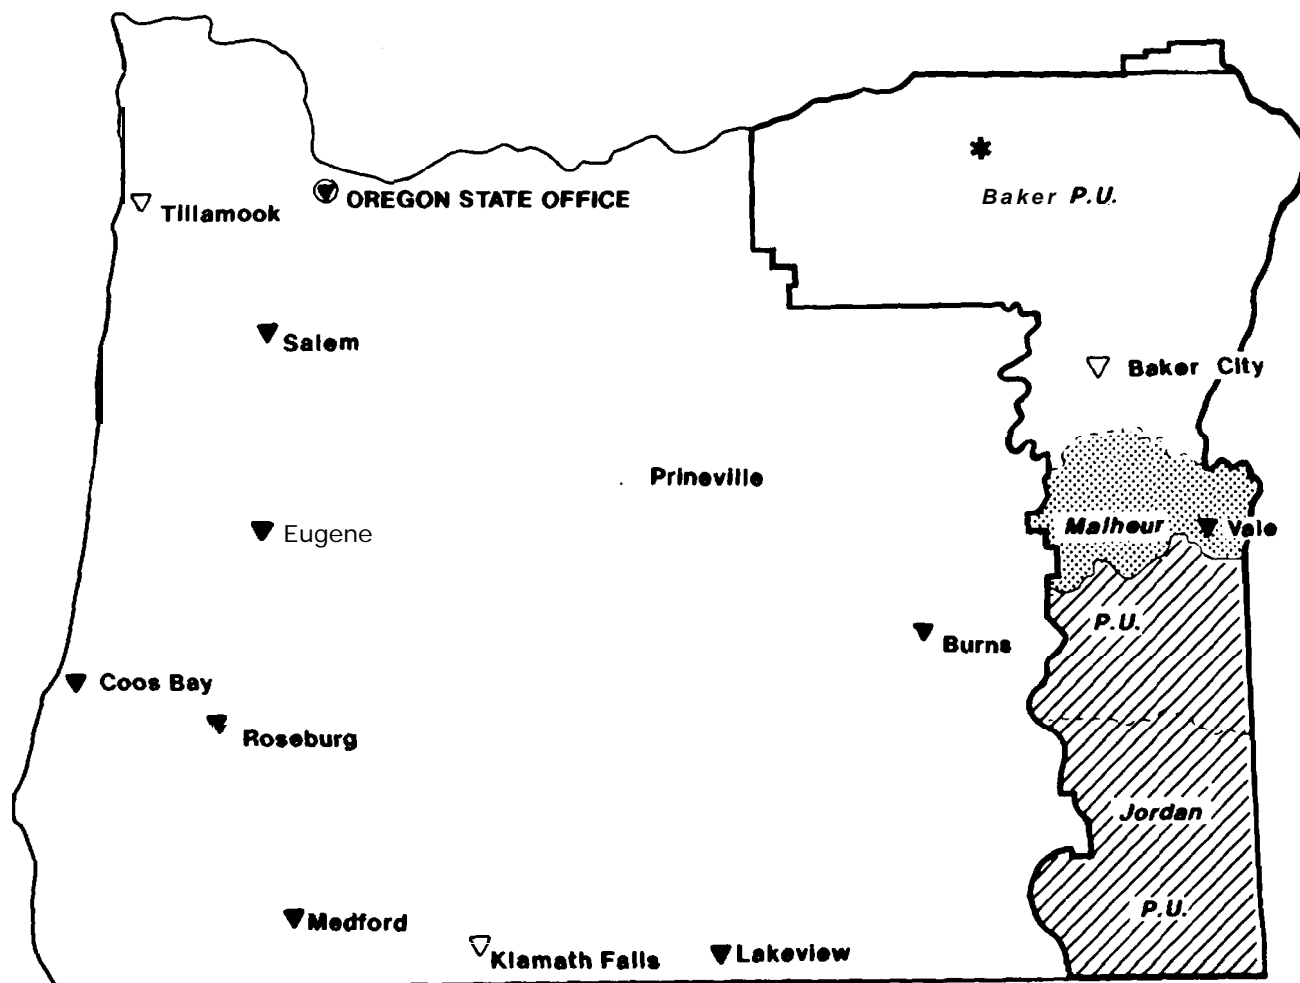 *
Baker P.U.
OREGON STATE OFFICE
Tillamook
Salem
Baker City
Prineville
Malheur
Vale
Eugene
P.U.
Burns
Coos Bay
Roseburg
Jordan
P.U.
Medford
Klamath Falls
Lakeview